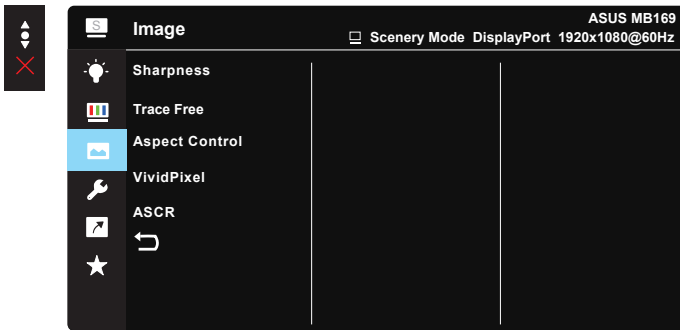 ASUS MB169
S Image
Scenery Mode DisplayPort 1920x1080@60Hz
Sharpness
Trace Free
Aspect Control
VividPixel
ASCR